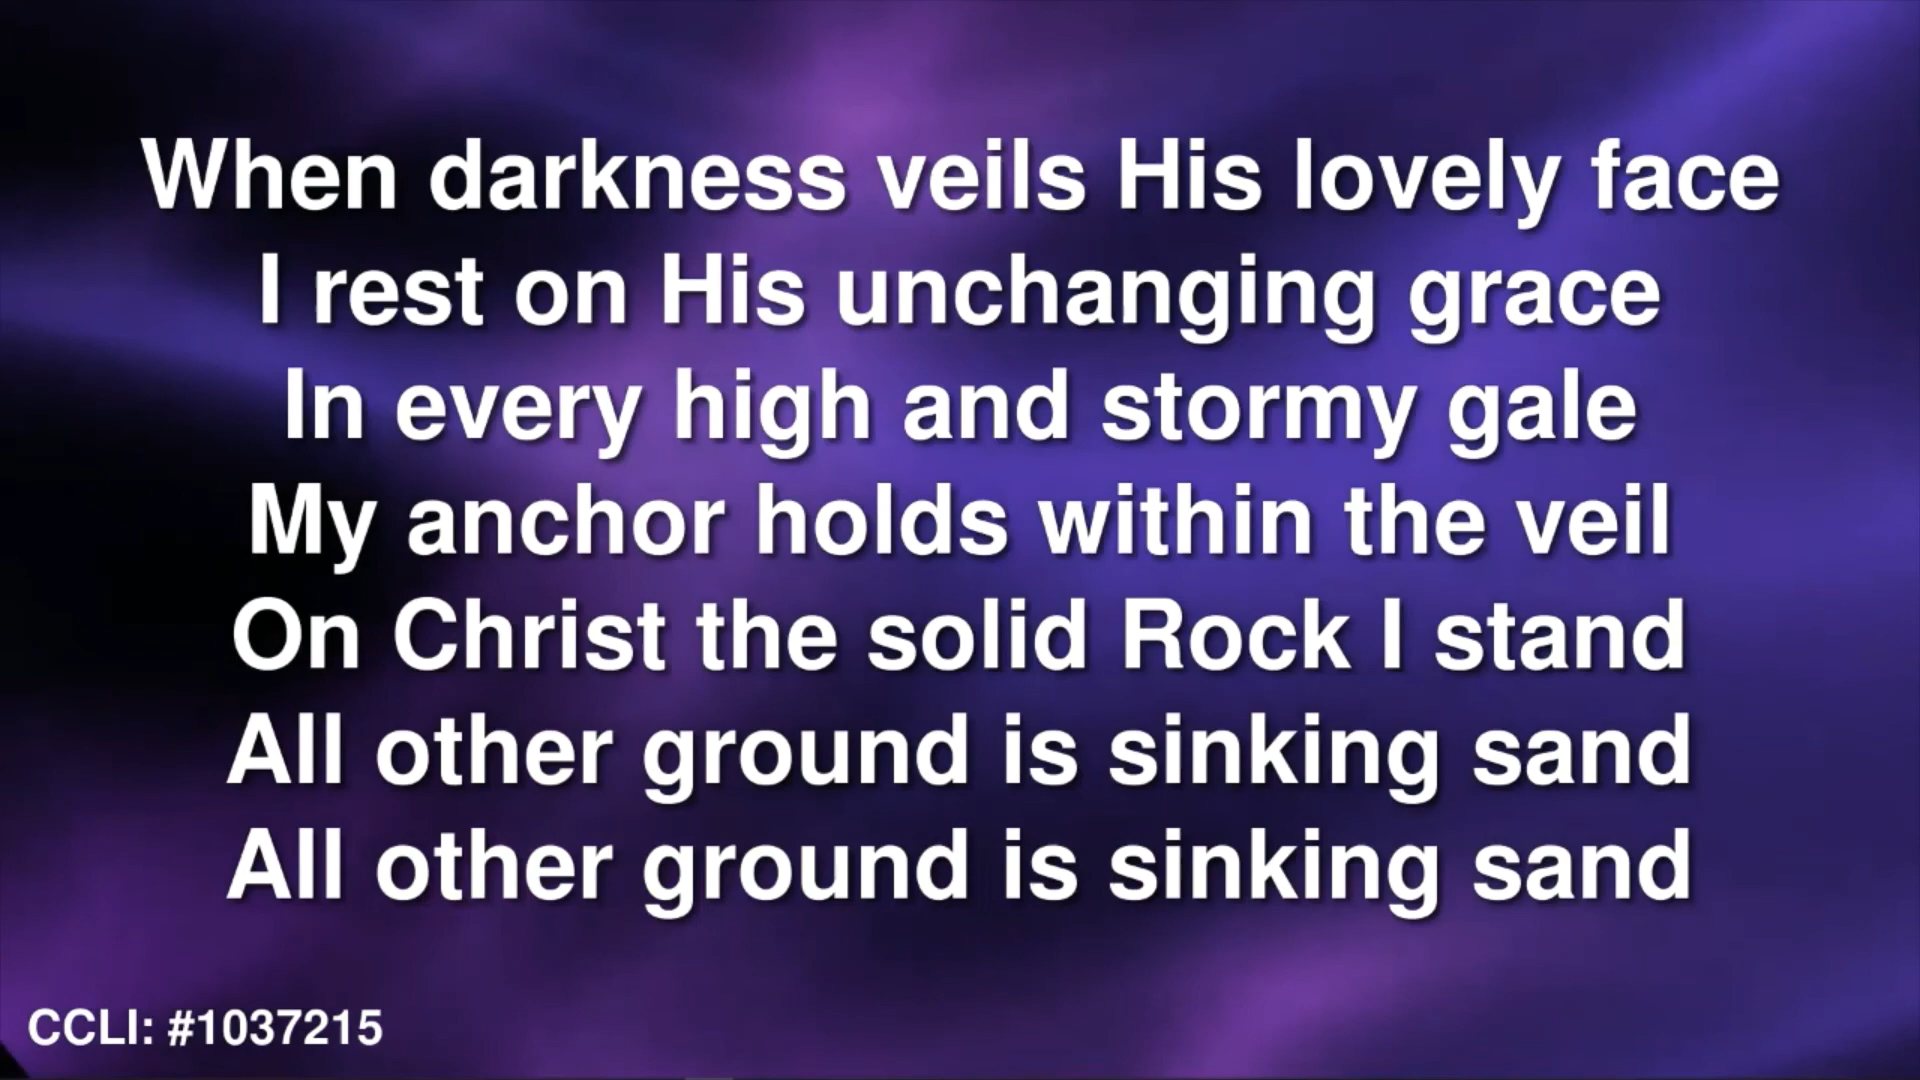 When darkness veils His lovely face
I rest on His unchanging grace
In every high and stormy gale
My anchor holds within the veil
On Christ the solid Rock I stand
All other ground is sinking sand
All other ground is sinking sand
CCLI: #1037215